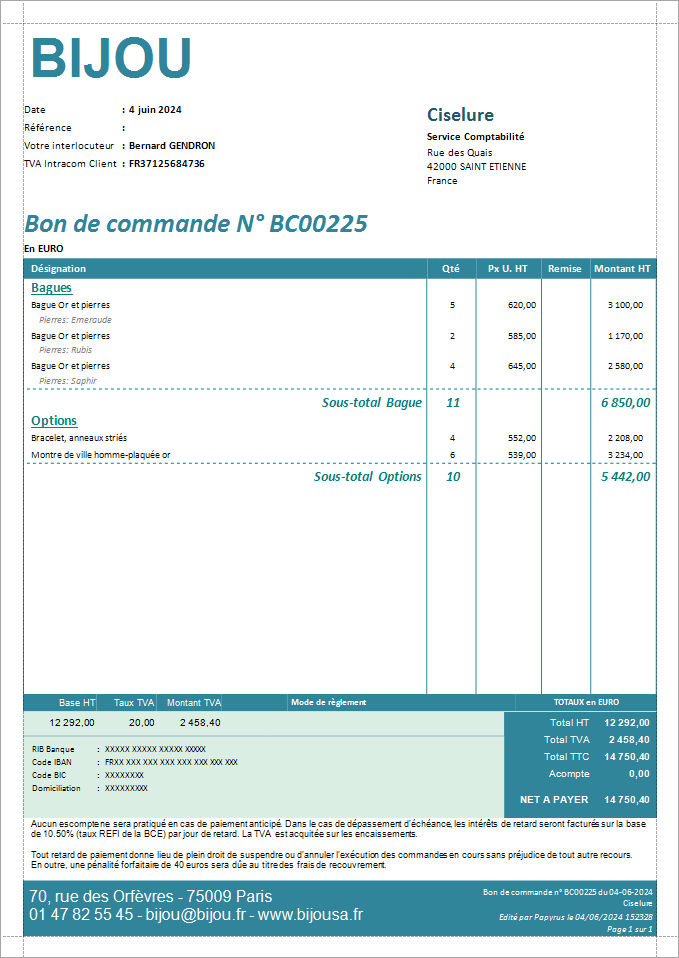 BIJOU
Date : 4 juin 2024
Référence :
Votre interlocuteur : Bernard GENDRON
TVA Intracom Client : FR37125684736
Ciselure
Service Comptabilité
Rue des Quais
42000 SAINT ETIENNE
France
Bon de commande N° BC00225
En EURO
Désignation Qté Px U. HT Remise Montant HT
Bagues
Bague Or et pierres 5 620,00 3 100,00
Pierres: Emeraude
Bague Or et pierres 2 585,00 1 170,00
Pierres: Rubis
Bague Or et pierres 4 645,00 2 580,00
Pierres: Saphir
Sous-total Bague 11 6 850,00
Options
Bracelet, anneaux striés 4 552,00 2 208,00
Montre de ville homme-plaquée or 6 539,00 3 234,00
Sous-total Options 10 5 442,00
Base HT Taux TVA Montant TVA Mode de règlement TOTAUX en EURO
12 292,00 20,00 2 458,40
Total HT 12 292,00
Total TVA 2 458,40
Total TTC 14 750,40
Acompte 0,00
NET A PAYER 14 750,40
RIB Banque : XXXXX XXXXX XXXXX XXXXX
Code IBAN : FRXX XXX XXX XXX XXX XXX XXX XXX
Code BIC : XXXXXXXX
Domiciliation : XXXXXXXXX
Aucun escompte ne sera pratiqué en cas de paiement anticipé. Dans le cas de dépassement d'échéance, les intérêts de retard seront facturés sur la base
de 10.50% (taux REFI de la BCE) par jour de retard. La TVA est acquitée sur les encaissements.
Tout retard de paiement donne lieu de plein droit de suspendre ou d'annuler l'exécution des commandes en cours sans préjudice de tout autre recours.
En outre, une pénalité forfaitaire de 40 euros sera dûe au titre des frais de recouvrement.
70, rue des Orfèvres - 75009 Paris
01 47 82 55 45 - bijou@bijou.fr - www.bijousa.fr
Bon de commande n° BC00225 du 04-06-2024
Ciselure
Edité par Papyrus le 04/06/2024 152328
Page 1 sur 1